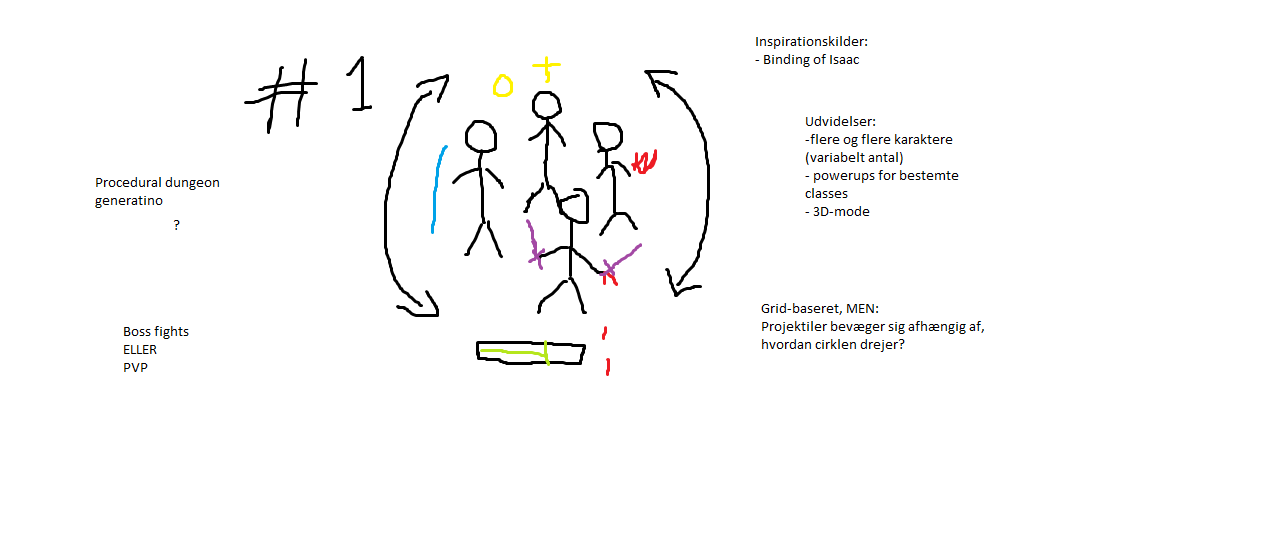 # 1
Inspirationskilder:
- Binding of Isaac
Udvidelser:
-flere og flere karaktere
(variabelt antal)
- powerups for bestemte
classes
- 3D-mode
Procedural dungeon
generatino
?
Grid-baseret, MEN:
Projektiler bevæger sig afhængig af,
hvordan cirklen drejer?
Boss fights
ELLER
PVP